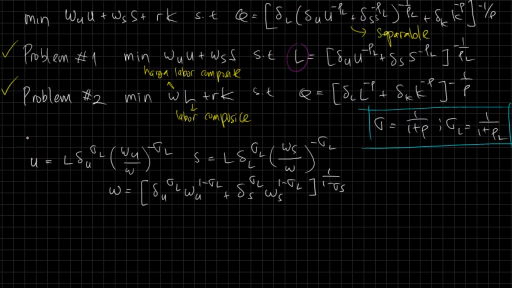 min w_u u + w_s s + rk s.t Q = [δ_L (δ_u u^{-ρ_L} + δ_s s^{-ρ_L})^{-1/ρ_L} + δ_k k^{-ρ}]^{-1/ρ}
separable
✓ Problem #1 min w_u u + w_s s s.t L = [δ_u u^{-ρ_L} + δ_s s^{-ρ_L}]^{-1/ρ_L}
labor composite
✓ Problem #2 min wL + rk s.t Q = [δ_L L^{-ρ} + δ_k k^{-ρ}]^{-1/ρ}
labor composite
σ = 1/(1+ρ) ; σ_L = 1/(1+ρ_L)
u = L δ_u^{σ_L} (w_u/w)^{-σ_L} s = L δ_L^{σ_L} (w_s/w)^{-σ_L}
w = [δ_u^{σ_L} w_u^{1-σ_L} + δ_s^{σ_L} w_s^{1-σ_L}]^{1/(1-σ_s)}